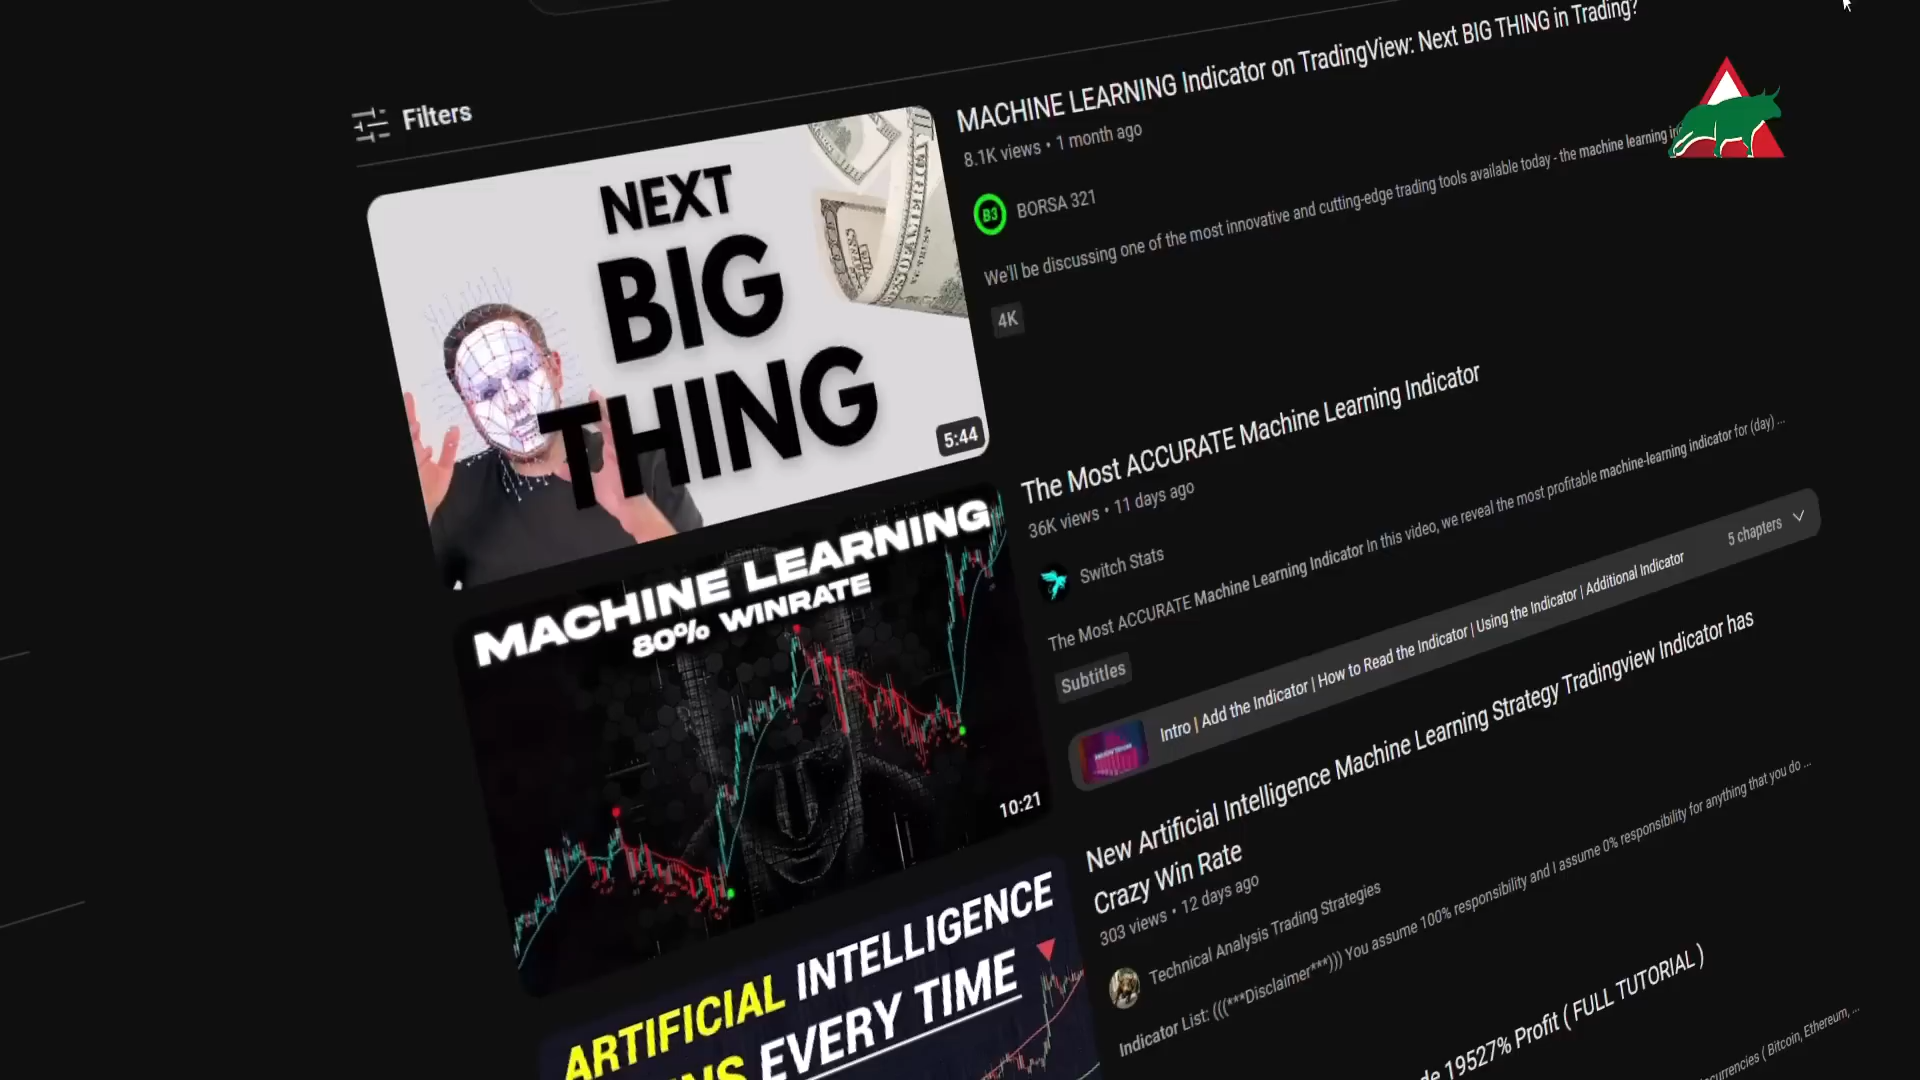 Filters
NEXT
BIG
THING
5:44
MACHINE LEARNING Indicator on TradingView: Next BIG THING in Trading?
8.1K views • 1 month ago
B3
BORSA 321
We'll be discussing one of the most innovative and cutting-edge trading tools available today - the machine learning
4K
MACHINE LEARNING
80% WINRATE
10:21
The Most ACCURATE Machine Learning Indicator
36K views • 11 days ago
Switch Stats
The Most ACCURATE Machine Learning Indicator In this video, we reveal the most profitable machine-learning indicator for (day) ...
Subtitles
Intro | Add the Indicator | How to Read the Indicator | Using the Indicator | Additional Indicator
5 chapters
ARTIFICIAL INTELLIGENCE
EVERY TIME
New Artificial Intelligence Machine Learning Strategy Tradingview Indicator has
Crazy Win Rate
303 views • 12 days ago
Technical Analysis Trading Strategies
Indicator List: (((***Disclaimer***))) You assume 100% responsibility and I assume 0% responsibility for anything that you do ...
19527% Profit ( FULL TUTORIAL )
( Bitcoin, Ethereum, ...